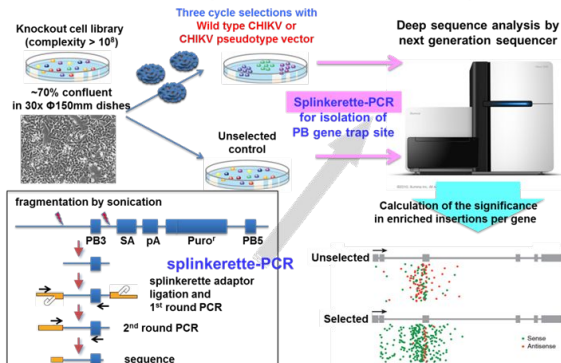 Knockout cell library
(complexity > 10⁸)
~70% confluent
in 30x Φ150mm dishes
Three cycle selections with
Wild type CHIKV or
CHIKV pseudotype vector
Unselected
control
Deep sequence analysis by
next generation sequencer
Splinkerette-PCR
for isolation of
PB gene trap site
fragmentation by sonication
PB3 SA pA Puroʳ PB5
splinkerette-PCR
splinkerette adaptor
ligation and
1ˢᵗ round PCR
2ⁿᵈ round PCR
sequence
Calculation of the significance
in enriched insertions per gene
Unselected
Selected
Sense
Antisense